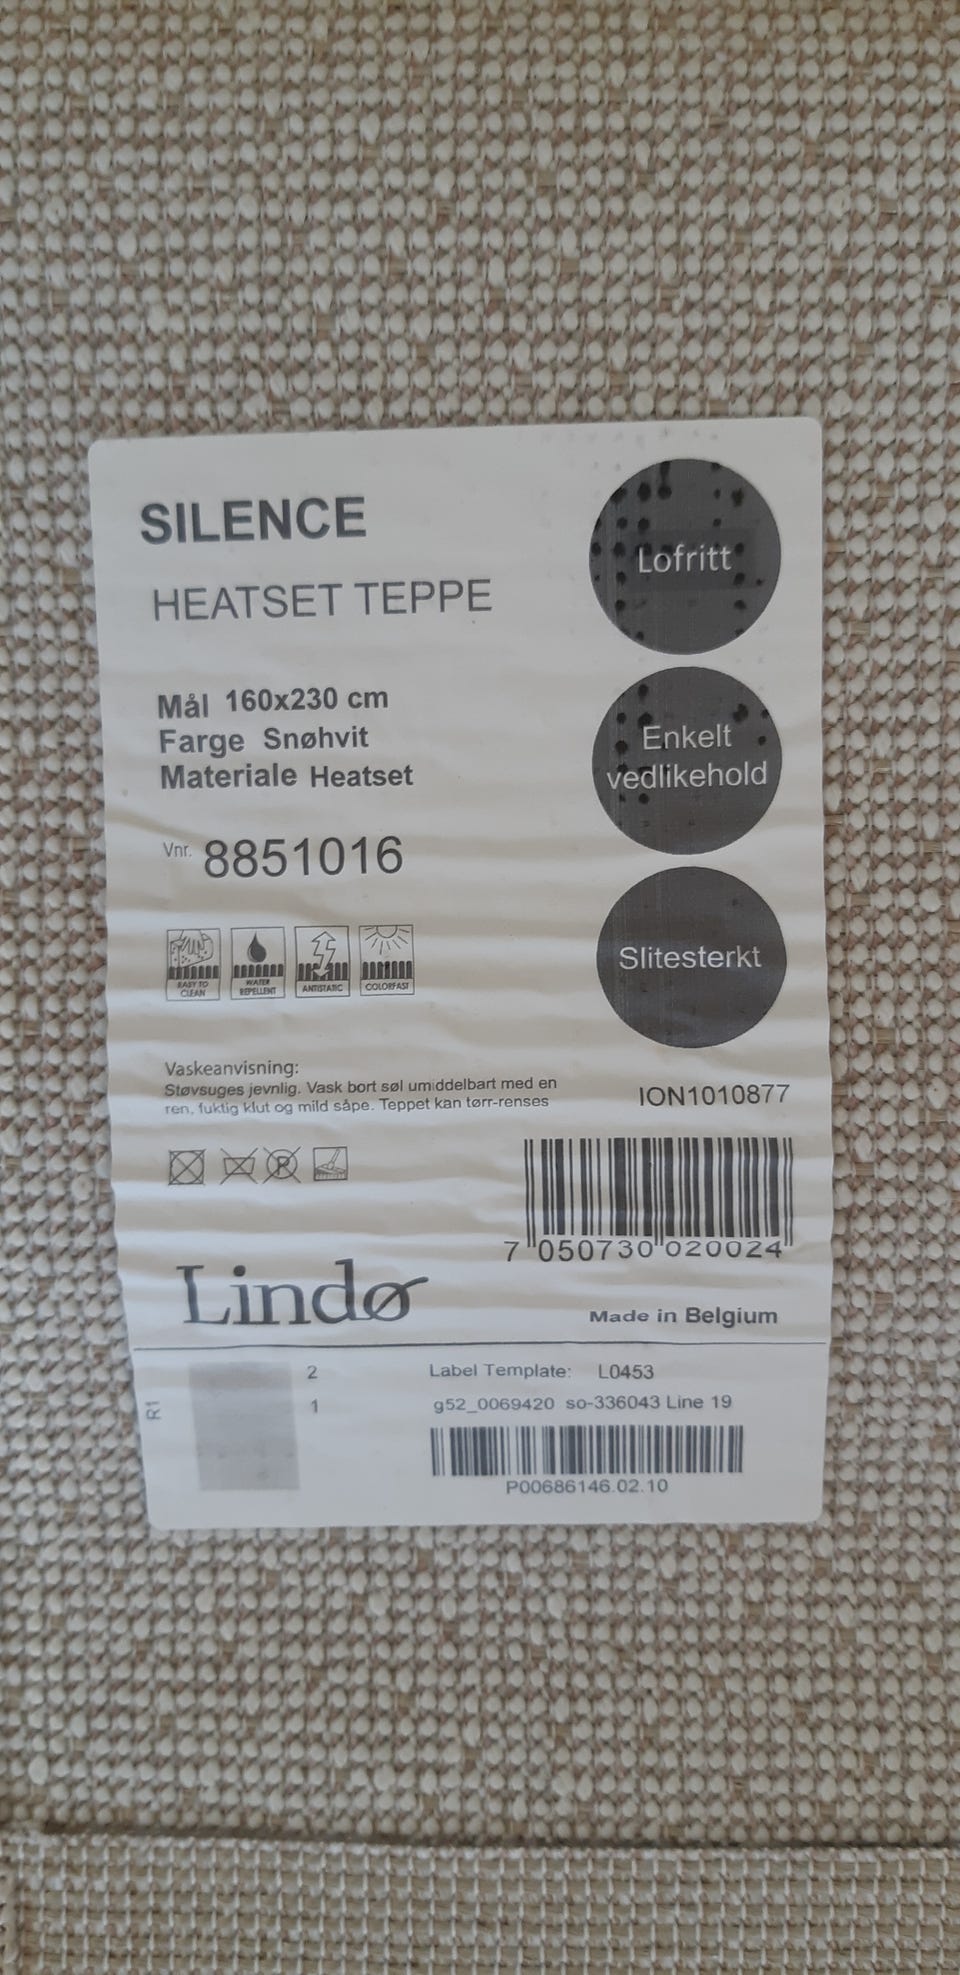 SILENCE
HEATSET TEPPE
Lofritt
Mål 160x230 cm
Farge Snøhvit
Materiale Heatset
Enkelt
vedlikehold
Vnr. 8851016
Slitesterkt
EASY TO
CLEAN
WATER
REPELLENT
ANTISTATIC
COLORFAST
Vaskeanvisning:
Støvsuges jevnlig. Vask bort søl umiddelbart med en
ren, fuktig klut og mild såpe. Teppet kan tørr-renses
ION1010877
P
7 050730 020024
Lindø
Made in Belgium
R1
2
1
Label Template: L0453
g52_0069420 so-336043 Line 19
P00686146.02.10